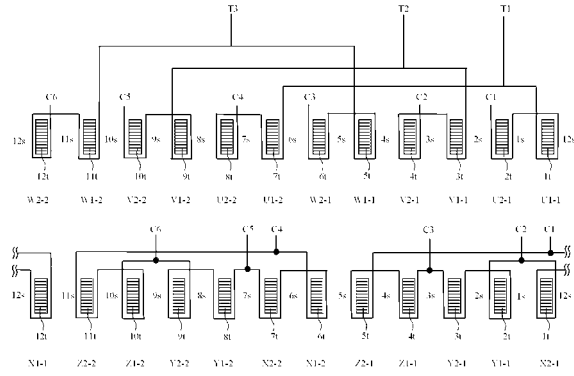 T3 T2 T1
C6 C5 C4 C3 C2 C1
12s 11s 10s 9s 8s 7s 6s 5s 4s 3s 2s 1s 12s
12t 11t 10t 9t 8t 7t 6t 5t 4t 3t 2t 1t
W2-2 W1-2 V2-2 V1-2 U2-2 U1-2 W2-1 W1-1 V2-1 V1-1 U2-1 U1-1
C6 C5 C4 C3 C2 C1
12s 11s 10s 9s 8s 7s 6s 5s 4s 3s 2s 1s 12s
12t 11t 10t 9t 8t 7t 6t 5t 4t 3t 2t 1t
X1-1 Z2-2 Z1-2 Y2-2 Y1-2 X2-2 X1-2 Z2-1 Z1-1 Y2-1 Y1-1 X2-1